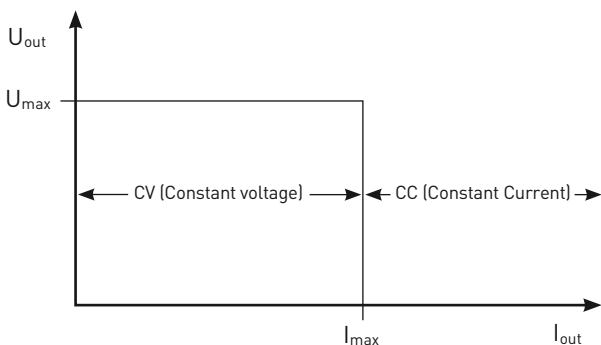 Uout
Umax
CV (Constant voltage)
CC (Constant Current)
Imax
Iout